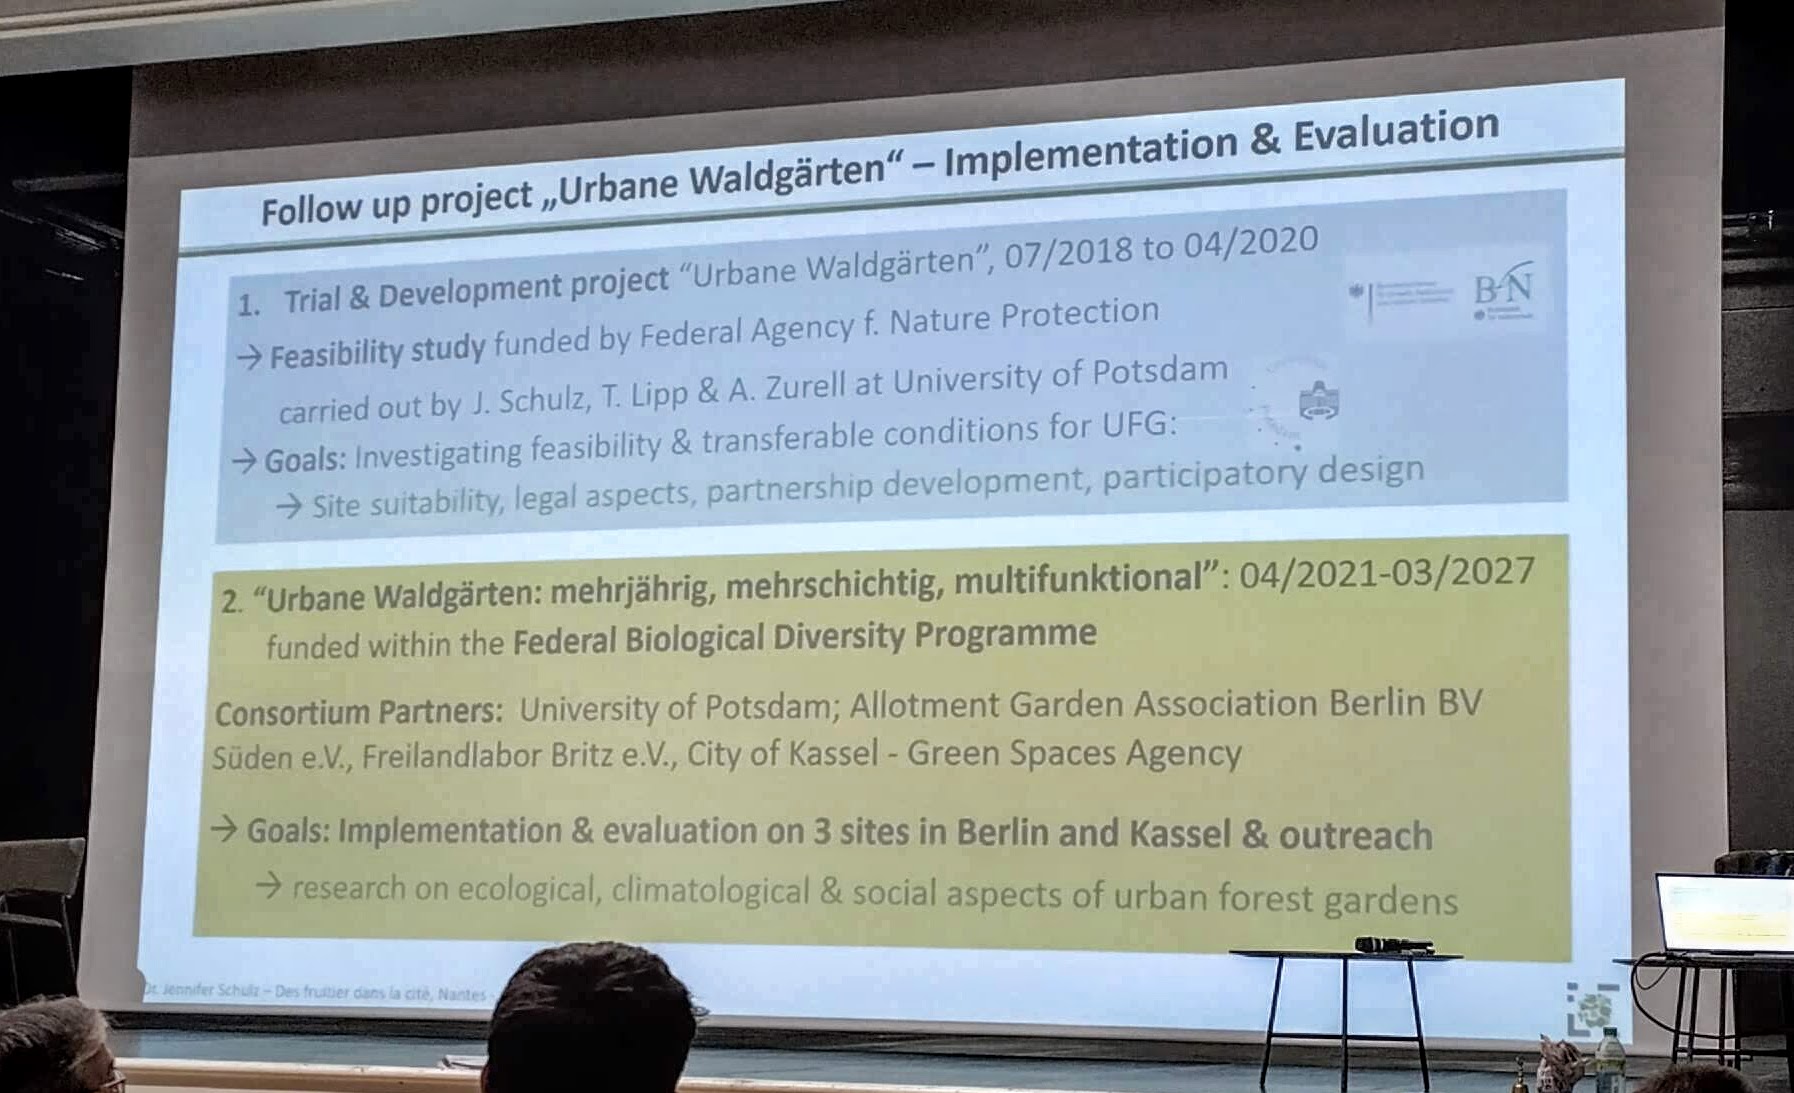 Follow up project „Urbane Waldgärten“ – Implementation & Evaluation
1. Trial & Development project “Urbane Waldgärten”, 07/2018 to 04/2020
→ Feasibility study funded by Federal Agency f. Nature Protection
carried out by J. Schulz, T. Lipp & A. Zurell at University of Potsdam
→ Goals: Investigating feasibility & transferable conditions for UFG:
→ Site suitability, legal aspects, partnership development, participatory design
BfN
2. “Urbane Waldgärten: mehrjährig, mehrschichtig, multifunktional”: 04/2021-03/2027
funded within the Federal Biological Diversity Programme
Consortium Partners: University of Potsdam; Allotment Garden Association Berlin BV
Süden e.V., Freilandlabor Britz e.V., City of Kassel - Green Spaces Agency
→ Goals: Implementation & evaluation on 3 sites in Berlin and Kassel & outreach
→ research on ecological, climatological & social aspects of urban forest gardens
Dr. Jennifer Schulz – Des fruitier dans la cité, Nantes -